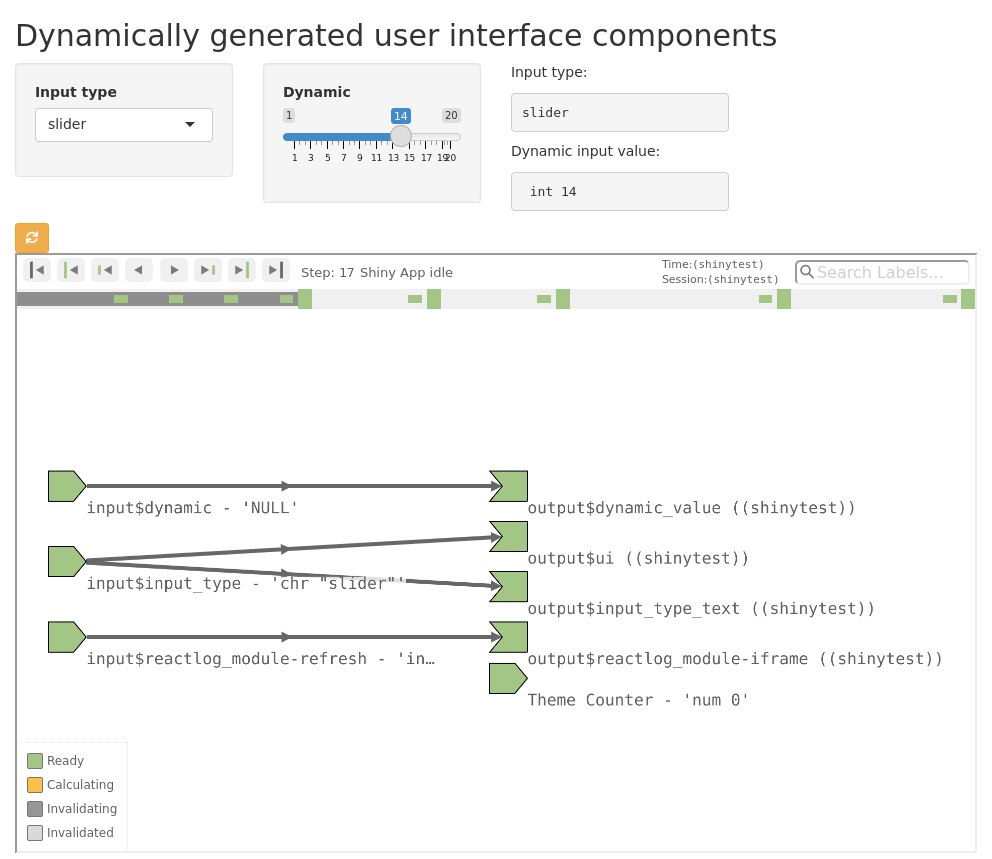 Dynamically generated user interface components
Input type
slider
Dynamic
1 14 20
1 3 5 7 9 11 13 15 17 19 20
Input type:
slider
Dynamic input value:
int 14
Step: 17 Shiny App idle
Time:(shinytest)
Session:(shinytest)
Search Labels...
input$dynamic - 'NULL'
output$dynamic_value ((shinytest))
output$ui ((shinytest))
input$input_type - 'chr "slider"'
output$input_type_text ((shinytest))
input$reactlog_module-refresh - 'in…
output$reactlog_module-iframe ((shinytest))
Theme Counter - 'num 0'
Ready
Calculating
Invalidating
Invalidated